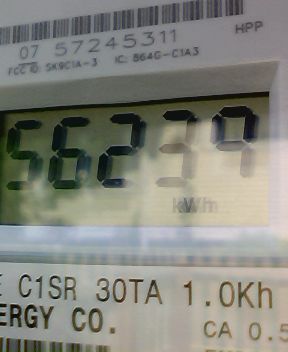 07 57245311 HPP
FCC ID: SK9C1A-3 IC: 864G-C1A3
56239
kWh
C1SR 30TA 1.0Kh
ERGY CO. CA 0.5